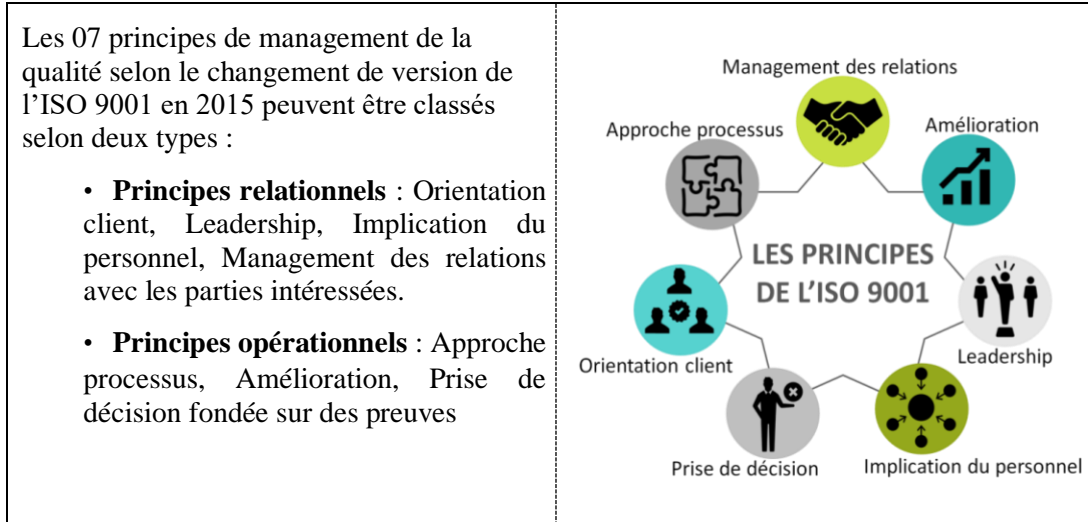 Les 07 principes de management de la
qualité selon le changement de version de
l’ISO 9001 en 2015 peuvent être classés
selon deux types :
• Principes relationnels : Orientation
client, Leadership, Implication du
personnel, Management des relations
avec les parties intéressées.
• Principes opérationnels : Approche
processus, Amélioration, Prise de
décision fondée sur des preuves
Management des relations
Approche processus
Amélioration
LES PRINCIPES
DE L’ISO 9001
Orientation client
Leadership
Prise de décision
Implication du personnel